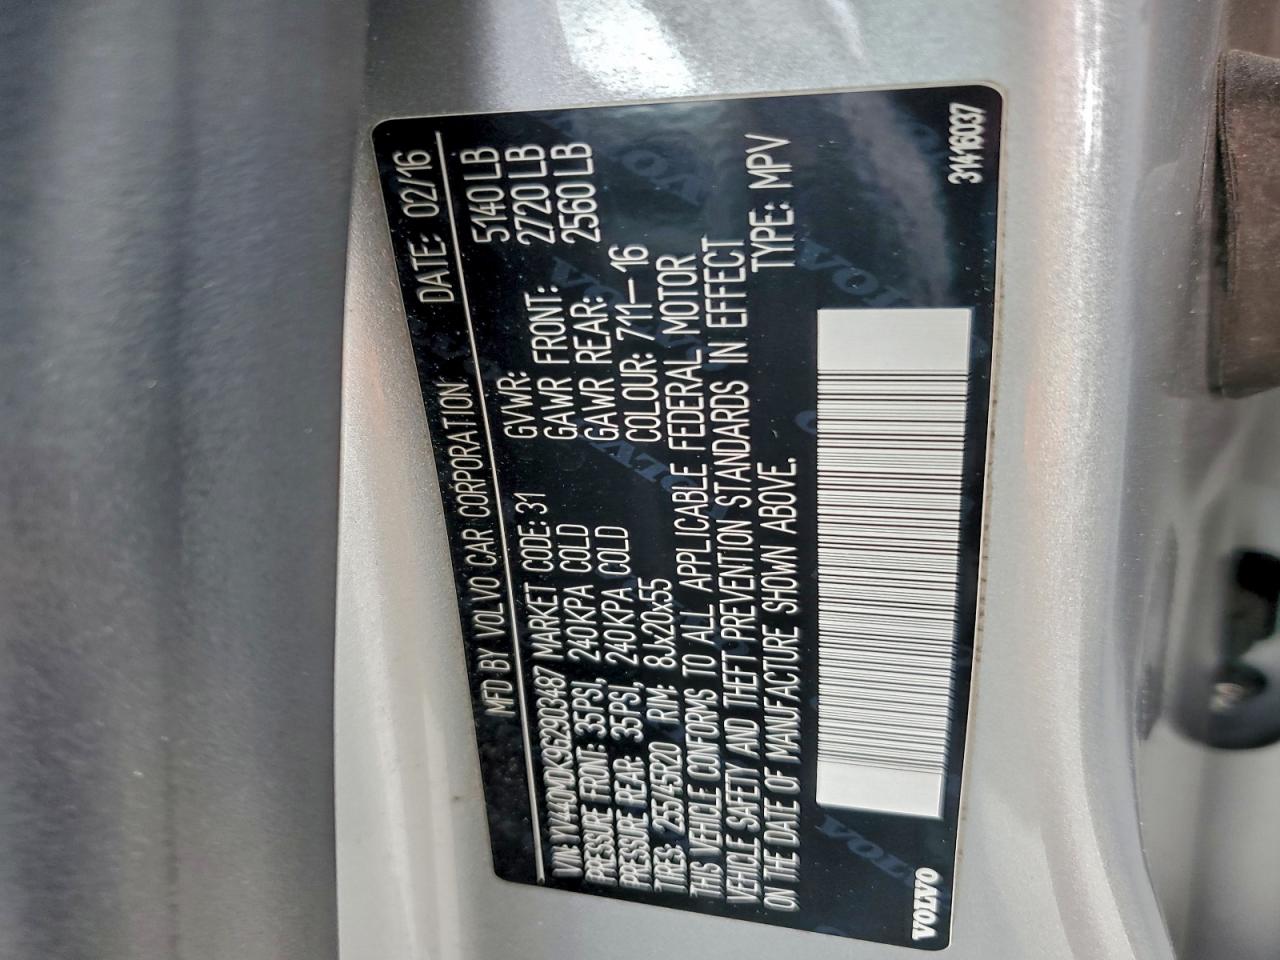 MFD BY VOLVO CAR CORPORATION DATE: 02/16
VIN: YV440MDK9G2903487 MARKET CODE: 31 GVWR: 5140 LB
PRESSURE FRONT: 35PSI, 240KPA COLD GAWR FRONT: 2720 LB
PRESSURE REAR: 35PSI, 240KPA COLD GAWR REAR: 2560 LB
TIRES: 255/45R20 RIM: 8Jx20x55 COLOUR: 711-16
THIS VEHICLE CONFORMS TO ALL APPLICABLE FEDERAL MOTOR
VEHICLE SAFETY AND THEFT PREVENTION STANDARDS IN EFFECT
ON THE DATE OF MANUFACTURE SHOWN ABOVE. TYPE: MPV
VOLVO 31416037